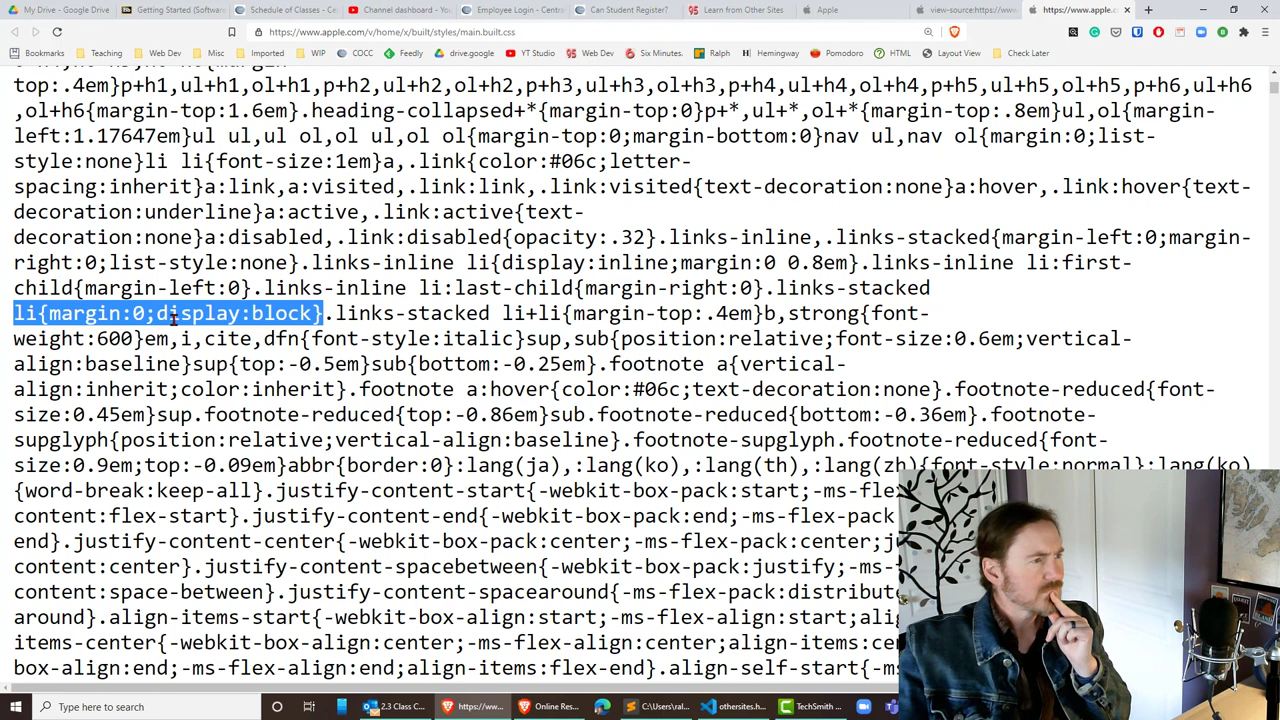 My Drive - Google Drive
Getting Started (Softwar
Schedule of Classes - Ce
Channel dashboard - Yo
Employee Login - Centr
Can Student Register?
Learn from Other Sites
Apple
view-source:https://ww
https://www.apple.c
https://www.apple.com/v/home/x/built/styles/main.built.css
Bookmarks Teaching Web Dev Misc Imported WIP COCC Feedly drive.google YT Studio Web Dev Six Minutes. Ralph Hemingway Pomodoro HTML Layout View Check Later
top:.4em}p+h1,ul+h1,ol+h1,p+h2,ul+h2,ol+h2,p+h3,ul+h3,ol+h3,p+h4,ul+h4,ol+h4,p+h5,ul+h5,ol+h5,p+h6,ul+h6
,ol+h6{margin-top:1.6em}.heading-collapsed+*{margin-top:0}p+*,ul+*,ol+*{margin-top:.8em}ul,ol{margin-
left:1.17647em}ul ul,ul ol,ol ul,ol ol{margin-top:0;margin-bottom:0}nav ul,nav ol{margin:0;list-
style:none}li li{font-size:1em}a,.link{color:#06c;letter-
spacing:inherit}a:link,a:visited,.link:link,.link:visited{text-decoration:none}a:hover,.link:hover{text-
decoration:underline}a:active,.link:active{text-
decoration:none}a:disabled,.link:disabled{opacity:.32}.links-inline,.links-stacked{margin-left:0;margin-
right:0;list-style:none}.links-inline li{display:inline;margin:0 0.8em}.links-inline li:first-
child{margin-left:0}.links-inline li:last-child{margin-right:0}.links-stacked
li{margin:0;display:block}.links-stacked li+li{margin-top:.4em}b,strong{font-
weight:600}em,i,cite,dfn{font-style:italic}sup,sub{position:relative;font-size:0.6em;vertical-
align:baseline}sup{top:-0.5em}sub{bottom:-0.25em}.footnote a{vertical-
align:inherit;color:inherit}.footnote a:hover{color:#06c;text-decoration:none}.footnote-reduced{font-
size:0.45em}sup.footnote-reduced{top:-0.86em}sub.footnote-reduced{bottom:-0.36em}.footnote-
supglyph{position:relative;vertical-align:baseline}.footnote-supglyph.footnote-reduced{font-
size:0.9em;top:-0.09em}abbr{border:0}:lang(ja),:lang(ko),:lang(th),:lang(zh){font-style:normal}:lang(ko)
{word-break:keep-all}.justify-content-start{-webkit-box-pack:start;-ms-fle
content:flex-start}.justify-content-end{-webkit-box-pack:end;-ms-flex-pack
end}.justify-content-center{-webkit-box-pack:center;-ms-flex-pack:center;j
content:center}.justify-content-spacebetween{-webkit-box-pack:justify;-ms-
content:space-between}.justify-content-spacearound{-ms-flex-pack:distribut
around}.align-items-start{-webkit-box-align:start;-ms-flex-align:start;ali
items-center{-webkit-box-align:center;-ms-flex-align:center;align-items:ce
box-align:end;-ms-flex-align:end;align-items:flex-end}.align-self-start{-ms
Type here to search
2.3 Class C...
https://ww...
Online Res...
C:\Users\ral...
othersites.h...
TechSmith ...